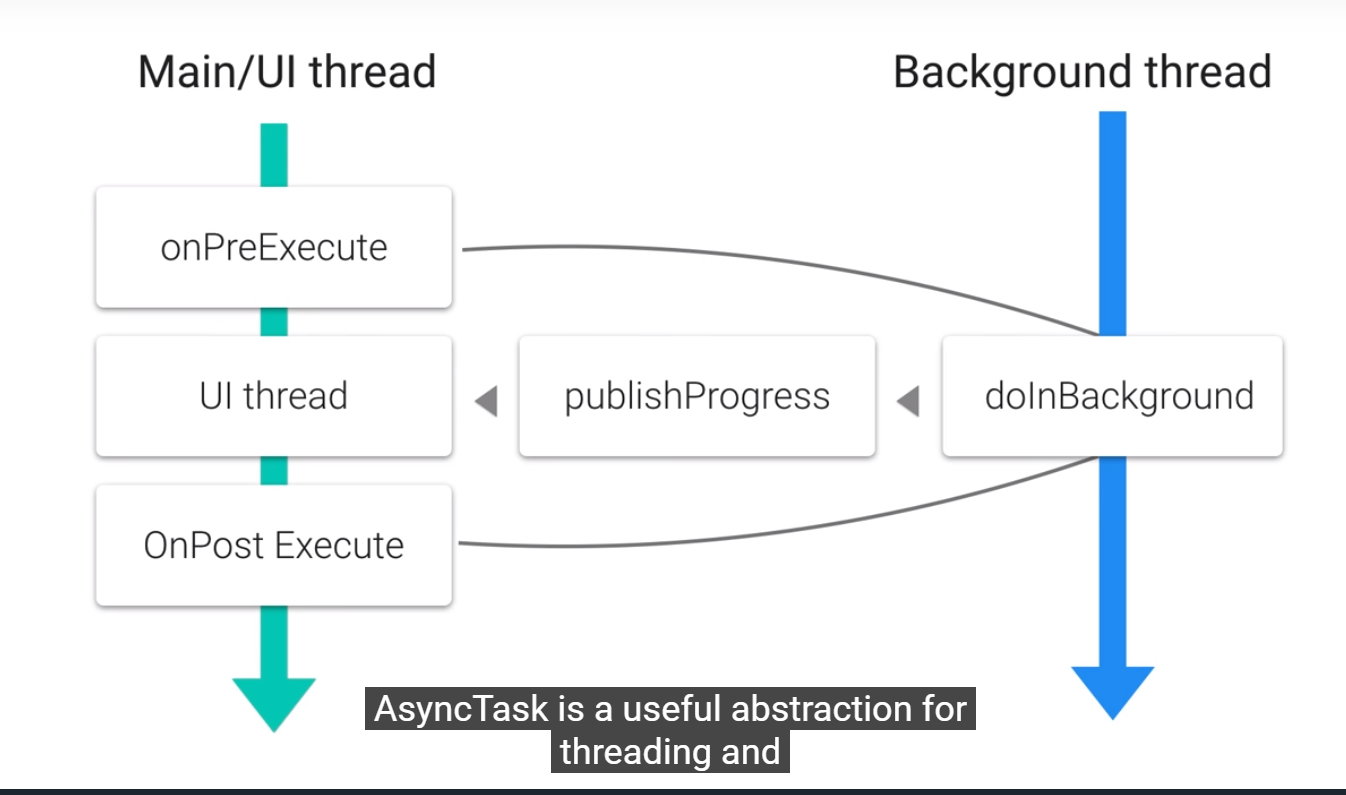 Main/UI thread
Background thread
onPreExecute
UI thread
publishProgress
doInBackground
OnPost Execute
AsyncTask is a useful abstraction for
threading and